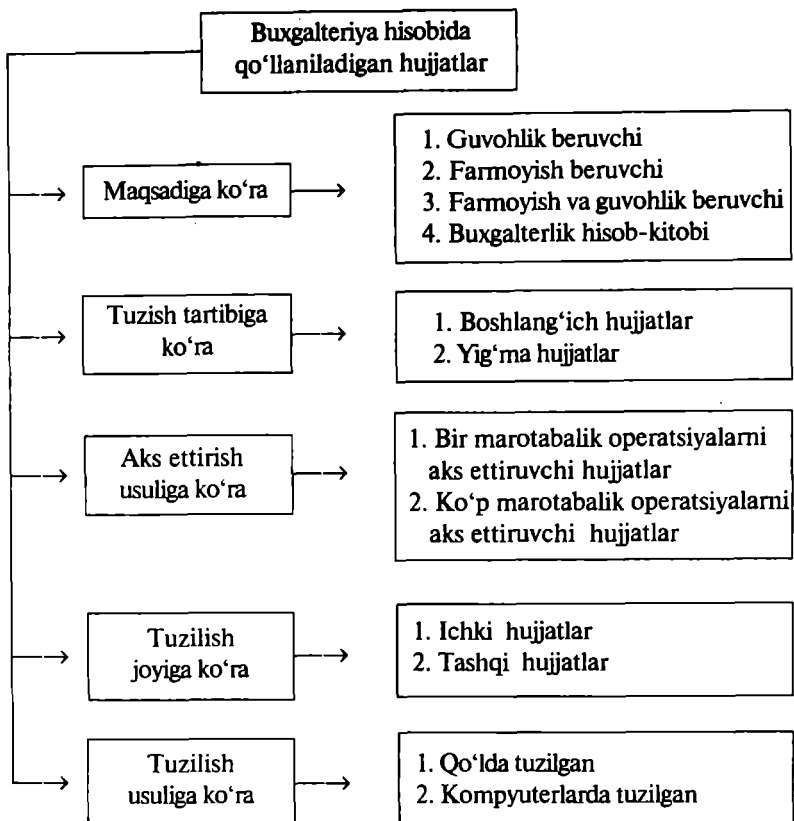 Buxgalteriya hisobida
qo‘llaniladigan hujjatlar
Maqsadiga ko‘ra
1. Guvohlik beruvchi
2. Farmoyish beruvchi
3. Farmoyish va guvohlik beruvchi
4. Buxgalterlik hisob-kitobi
Tuzish tartibiga
ko‘ra
1. Boshlang‘ich hujjatlar
2. Yig‘ma hujjatlar
Aks ettirish
usuliga ko‘ra
1. Bir marotabalik operatsiyalarni
aks ettiruvchi hujjatlar
2. Ko‘p marotabalik operatsiyalarni
aks ettiruvchi hujjatlar
Tuzilish
joyiga ko‘ra
1. Ichki hujjatlar
2. Tashqi hujjatlar
Tuzilish
usuliga ko‘ra
1. Qo‘lda tuzilgan
2. Kompyuterlarda tuzilgan